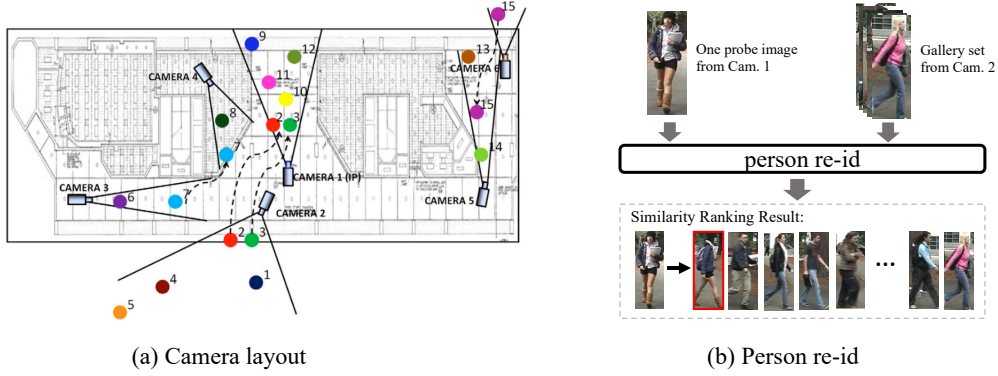 15
9
12
13
CAMERA 4
CAMERA 6
11
10
15
8
2
3
7
14
CAMERA 1 (IP)
CAMERA 3
6
7
CAMERA 5
CAMERA 2
2
3
4
1
5
(a) Camera layout
One probe image
from Cam. 1
Gallery set
from Cam. 2
person re-id
Similarity Ranking Result:
...
(b) Person re-id